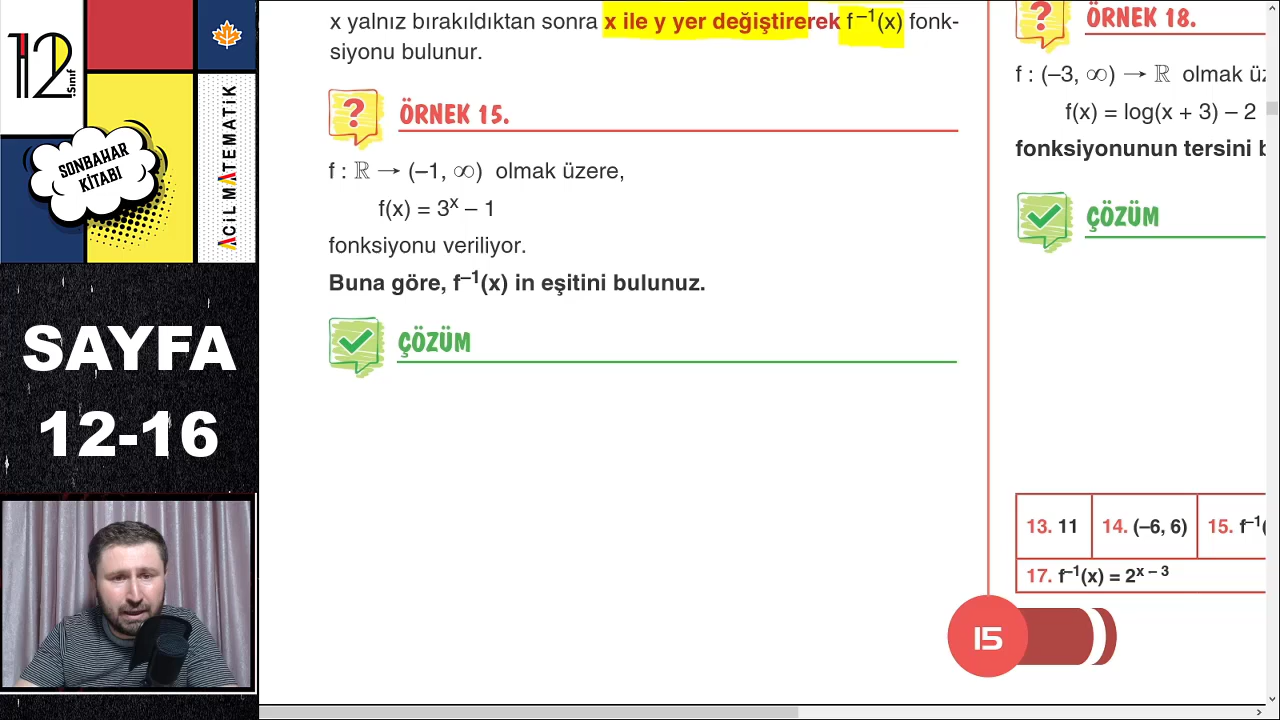 12
.Sınıf
SONBAHAR
KİTABI
ACİLMATEMATİK
SAYFA
12-16
x yalnız bırakıldıktan sonra x ile y yer değiştirerek f⁻¹(x) fonk-
siyonu bulunur.
? ÖRNEK 15.
f : ℝ → (–1, ∞) olmak üzere,
f(x) = 3ˣ – 1
fonksiyonu veriliyor.
Buna göre, f⁻¹(x) in eşitini bulunuz.
ÇÖZÜM
? ÖRNEK 18.
f : (–3, ∞) → ℝ olmak
f(x) = log(x + 3) – 2
fonksiyonunun tersini
ÇÖZÜM
13. 11 14. (–6, 6) 15. f⁻¹(
17. f⁻¹(x) = 2ˣ⁻³
15